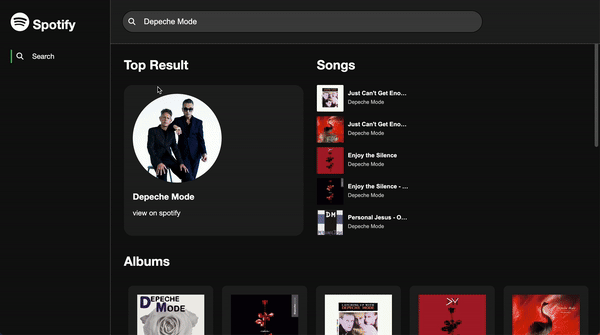 Spotify
Depeche Mode
Search
Top Result
Songs
Depeche Mode
view on spotify
Just Can't Get Eno...
Depeche Mode
Just Can't Get Eno...
Depeche Mode
Enjoy the Silence
Depeche Mode
Enjoy the Silence - ...
Depeche Mode
DM
Personal Jesus - O...
Depeche Mode
Albums
DEPECHE
MODE